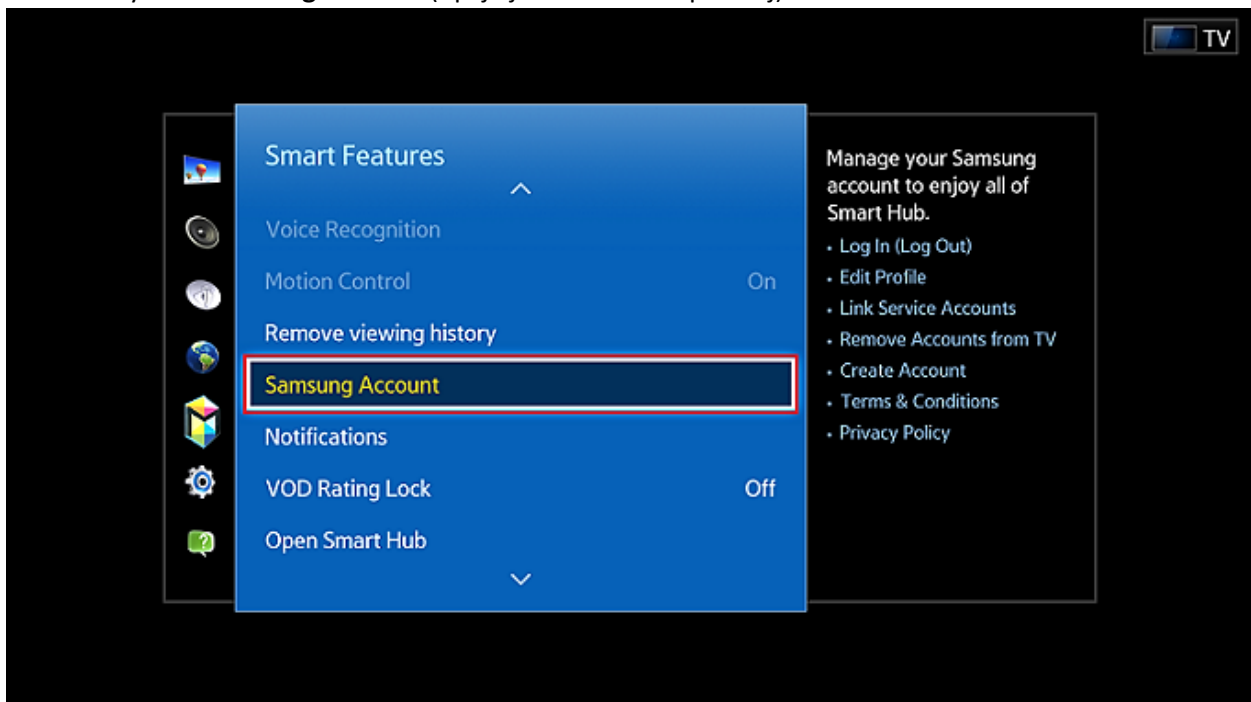 TV
Smart Features
Voice Recognition
Motion Control On
Remove viewing history
Samsung Account
Notifications
VOD Rating Lock Off
Open Smart Hub
Manage your Samsung
account to enjoy all of
Smart Hub.
• Log In (Log Out)
• Edit Profile
• Link Service Accounts
• Remove Accounts from TV
• Create Account
• Terms & Conditions
• Privacy Policy